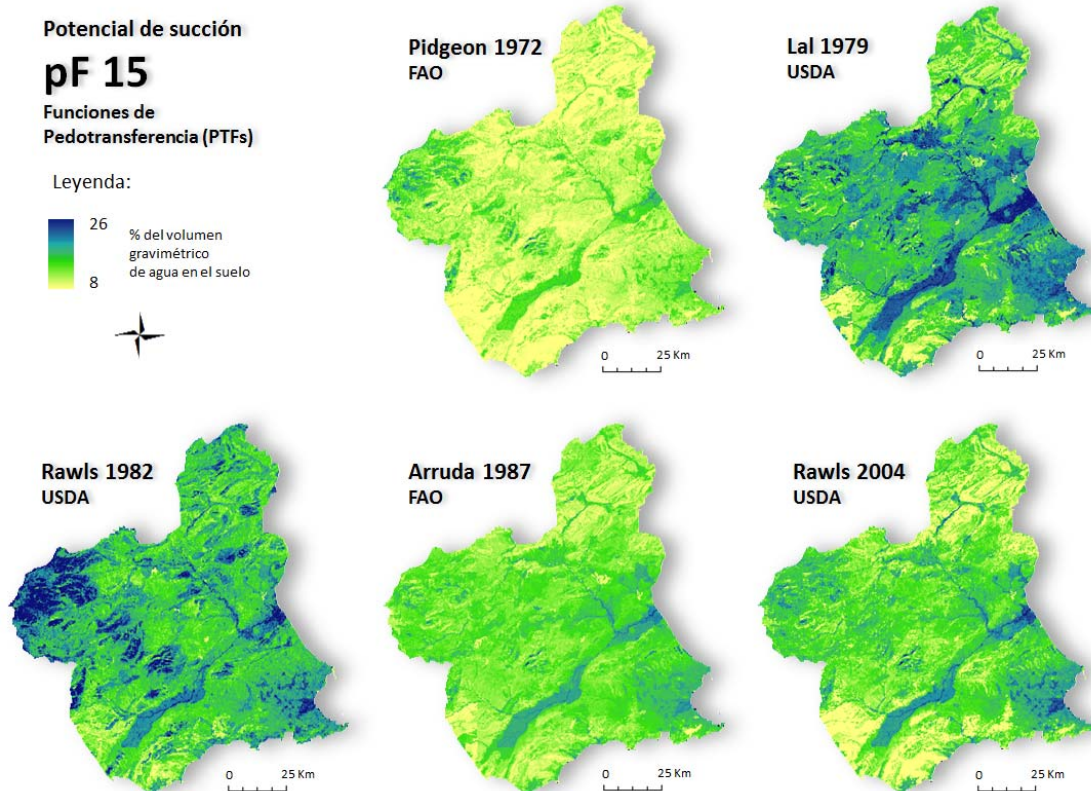 Potencial de succión
pF 15
Funciones de
Pedotransferencia (PTFs)
Leyenda:
26
8
% del volumen
gravimétrico
de agua en el suelo
Pidgeon 1972
FAO
0 25 Km
Lal 1979
USDA
0 25 Km
Rawls 1982
USDA
0 25 Km
Arruda 1987
FAO
0 25 Km
Rawls 2004
USDA
0 25 Km